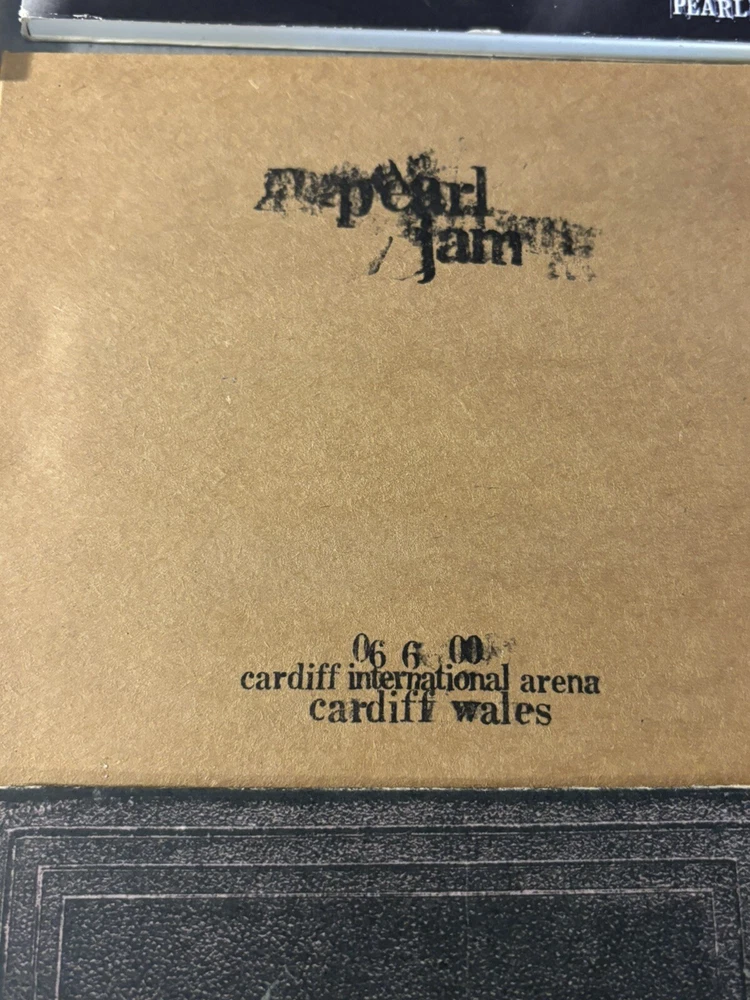 PEARL
pearl
jam
06 6 00
cardiff international arena
cardiff wales